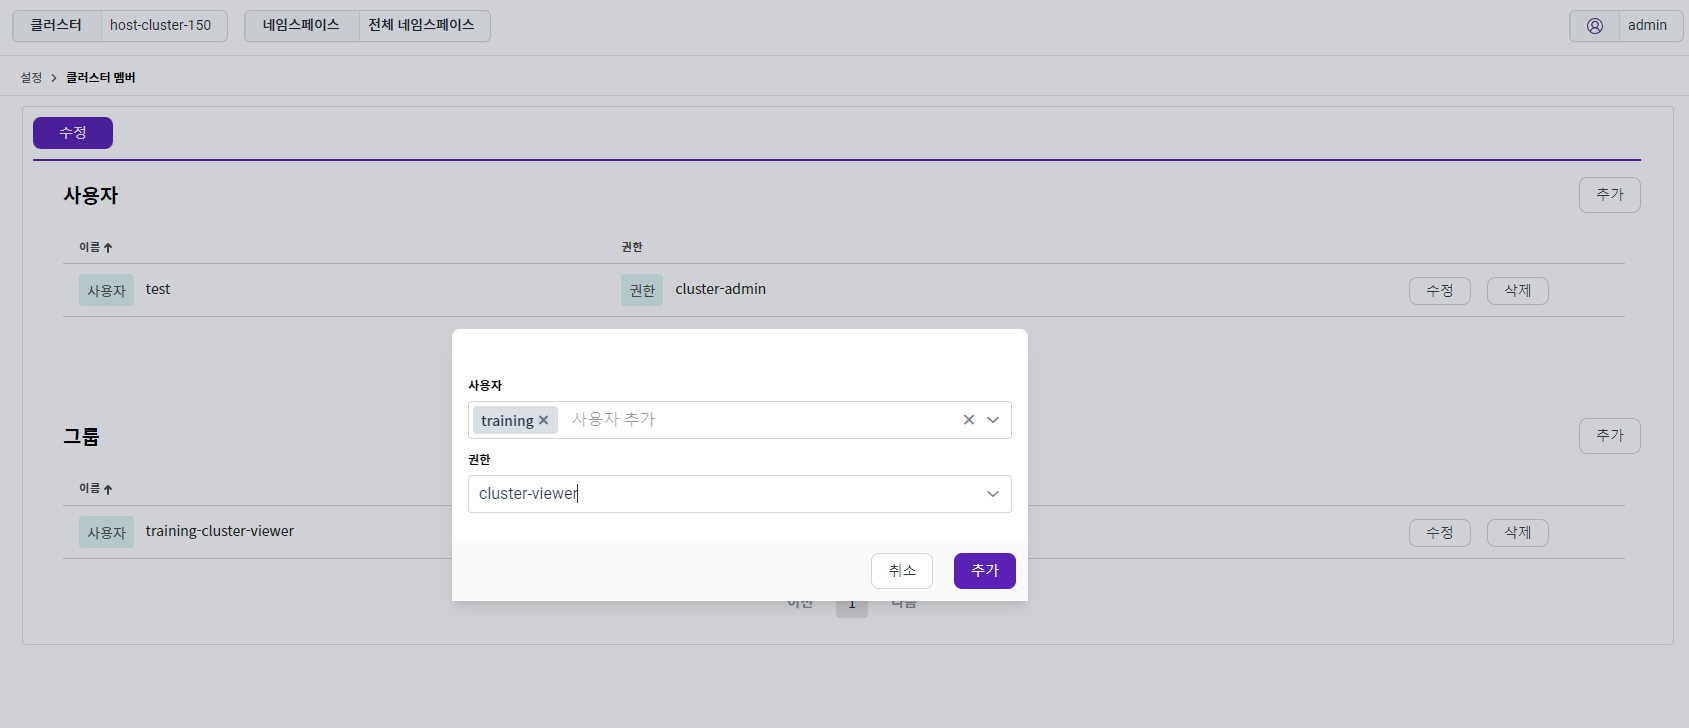 클러스터 host-cluster-150 네임스페이스 전체 네임스페이스 admin
설정 > 클러스터 멤버
수정
사용자 추가
이름 권한
사용자 test 권한 cluster-admin 수정 삭제
사용자
training 사용자 추가
권한
cluster-viewer
취소 추가
그룹 추가
이름
사용자 training-cluster-viewer 수정 삭제
이전 1 다음